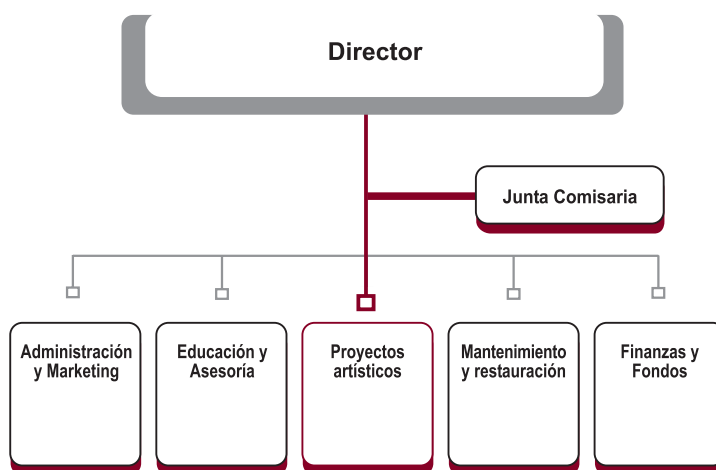 Director
Junta Comisaria
Administración
y Marketing
Educación y
Asesoría
Proyectos
artísticos
Mantenimiento
y restauración
Finanzas y
Fondos